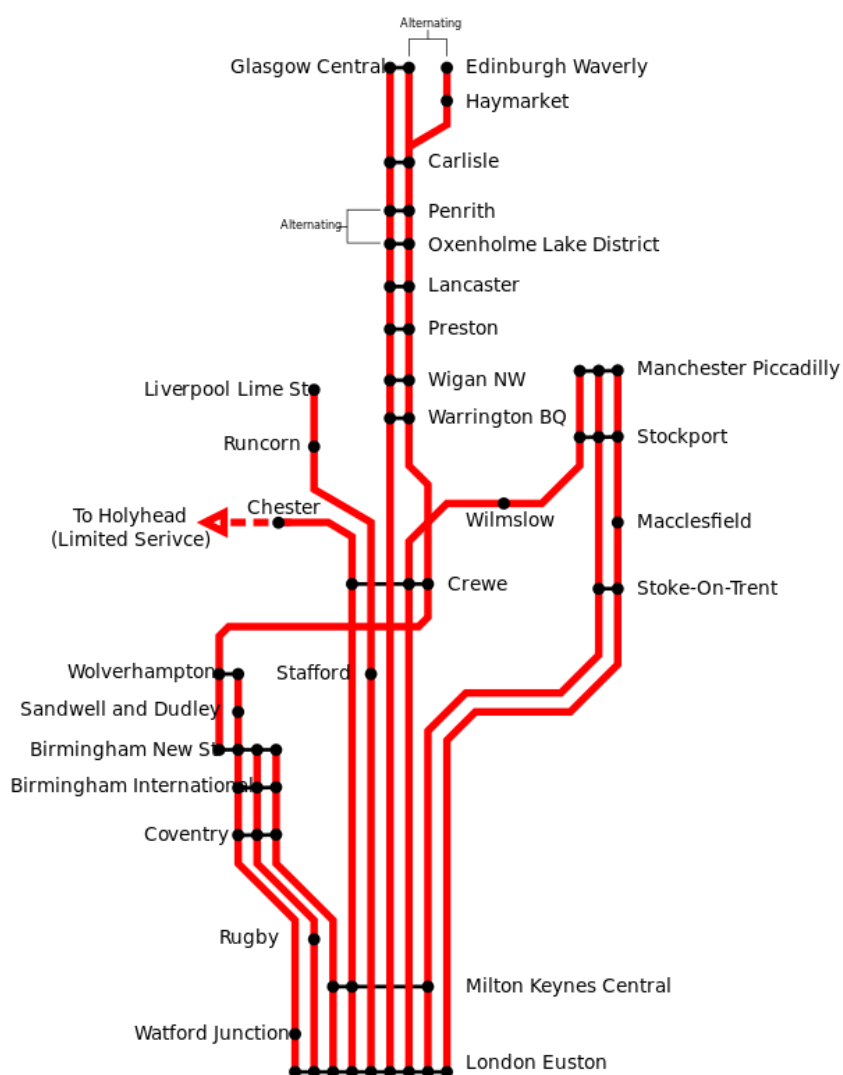 Alternating
Glasgow Central
Edinburgh Waverly
Haymarket
Carlisle
Penrith
Alternating
Oxenholme Lake District
Lancaster
Preston
Manchester Piccadilly
Wigan NW
Liverpool Lime St
Warrington BQ
Stockport
Runcorn
Chester
To Holyhead
(Limited Serivce)
Wilmslow
Macclesfield
Crewe
Stoke-On-Trent
Wolverhampton
Stafford
Sandwell and Dudley
Birmingham New St
Birmingham International
Coventry
Rugby
Milton Keynes Central
Watford Junction
London Euston